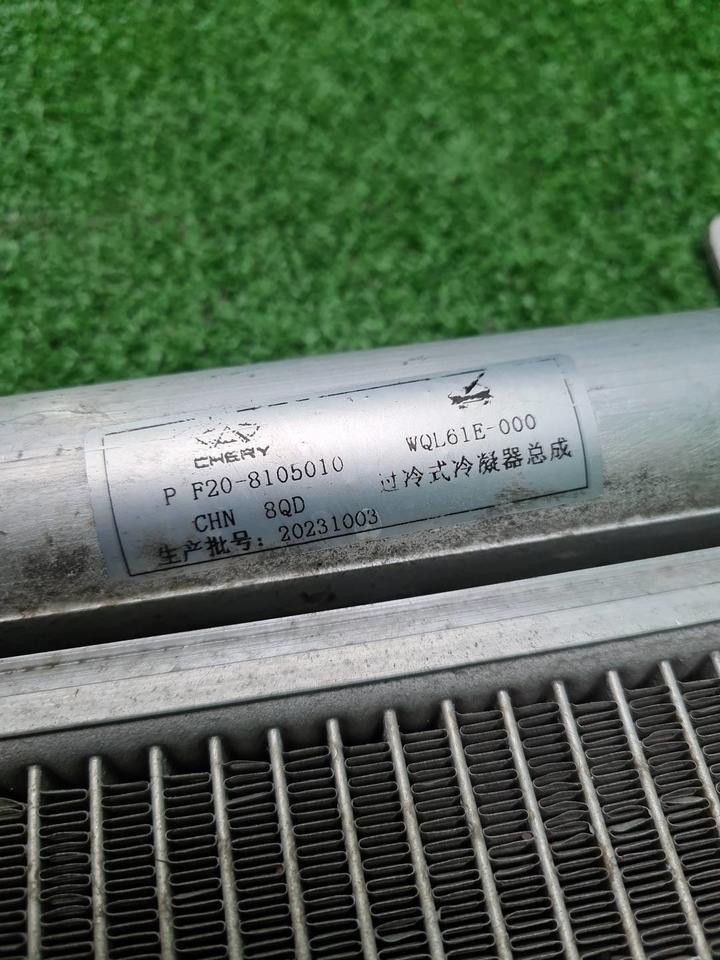 CHERY
P F20-8105010
WQL61E-000
CHN 8QD
过冷式冷凝器总成
生产批号: 20231003